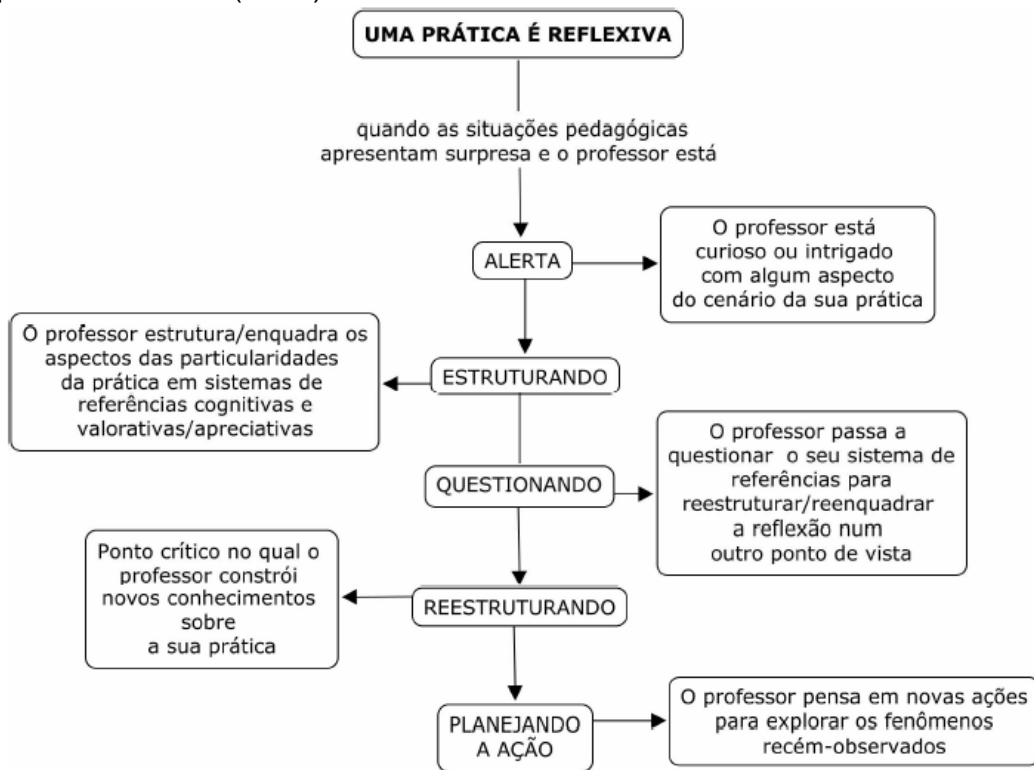 UMA PRÁTICA É REFLEXIVA
quando as situações pedagógicas
apresentam surpresa e o professor está
ALERTA
O professor está
curioso ou intrigado
com algum aspecto
do cenário da sua prática
O professor estrutura/enquadra os
aspectos das particularidades
da prática em sistemas de
referências cognitivas e
valorativas/apreciativas
ESTRUTURANDO
QUESTIONANDO
O professor passa a
questionar o seu sistema de
referências para
reestruturar/reenquadrar
a reflexão num
outro ponto de vista
Ponto crítico no qual o
professor constrói
novos conhecimentos
sobre
a sua prática
REESTRUTURANDO
PLANEJANDO
A AÇÃO
O professor pensa em novas ações
para explorar os fenômenos
recém-observados